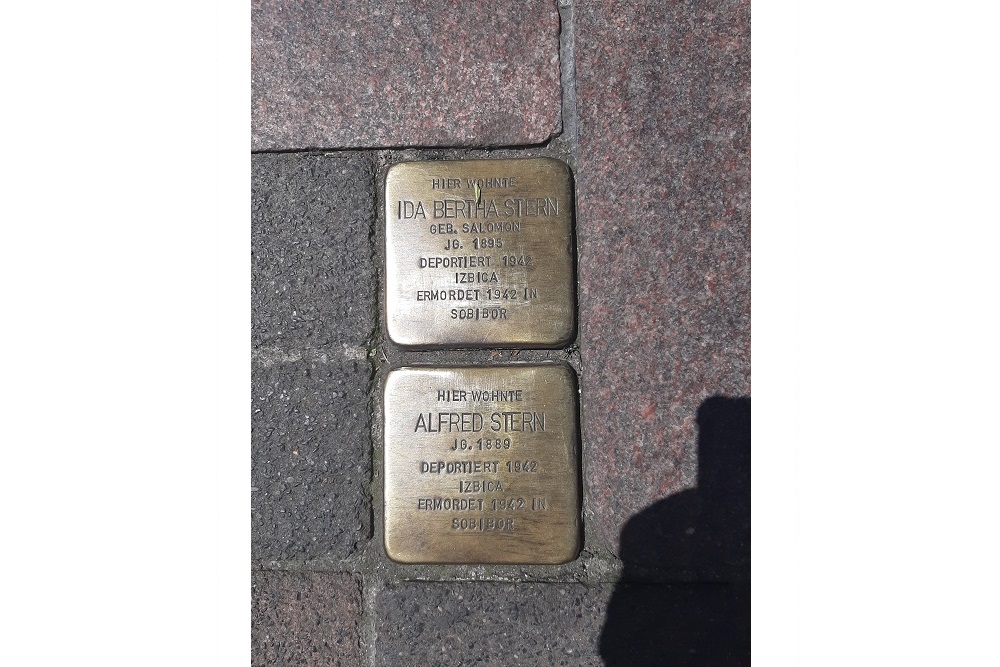 HIER WOHNTE
IDA BERTHA STERN
GEB. SALOMON
JG. 1895
DEPORTIERT 1942
IZBICA
ERMORDET 1942 IN
SOBIBOR
HIER WOHNTE
ALFRED STERN
JG. 1889
DEPORTIERT 1942
IZBICA
ERMORDET 1942 IN
SOBIBOR